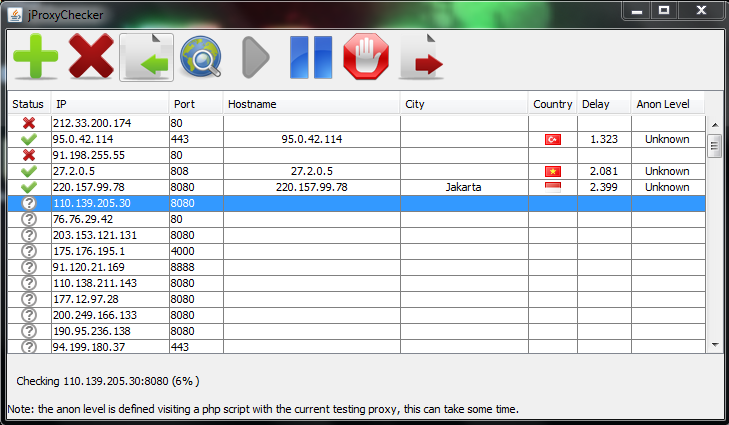 jProxyChecker
Status IP Port Hostname City Country Delay Anon Level
212.33.200.174 80
95.0.42.114 443 95.0.42.114 1.323 Unknown
91.198.255.55 80
27.2.0.5 808 27.2.0.5 2.081 Unknown
220.157.99.78 8080 220.157.99.78 Jakarta 2.399 Unknown
110.139.205.30 8080
76.76.29.42 80
203.153.121.131 8080
175.176.195.1 4000
91.120.21.169 8888
110.138.211.143 8080
177.12.97.28 8080
200.249.166.133 8080
190.95.236.138 8080
94.199.180.37 443
Checking 110.139.205.30:8080 (6% )
Note: the anon level is defined visiting a php script with the current testing proxy, this can take some time.